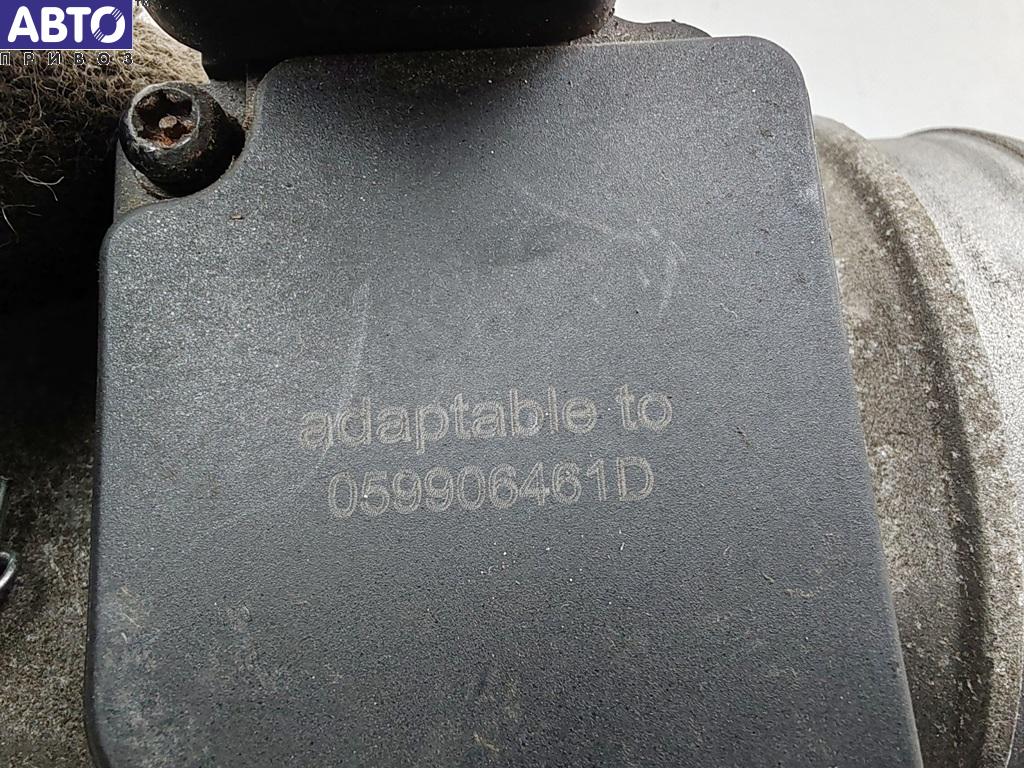 АВТО
ПРИВОЗ
adaptable to
059906461D